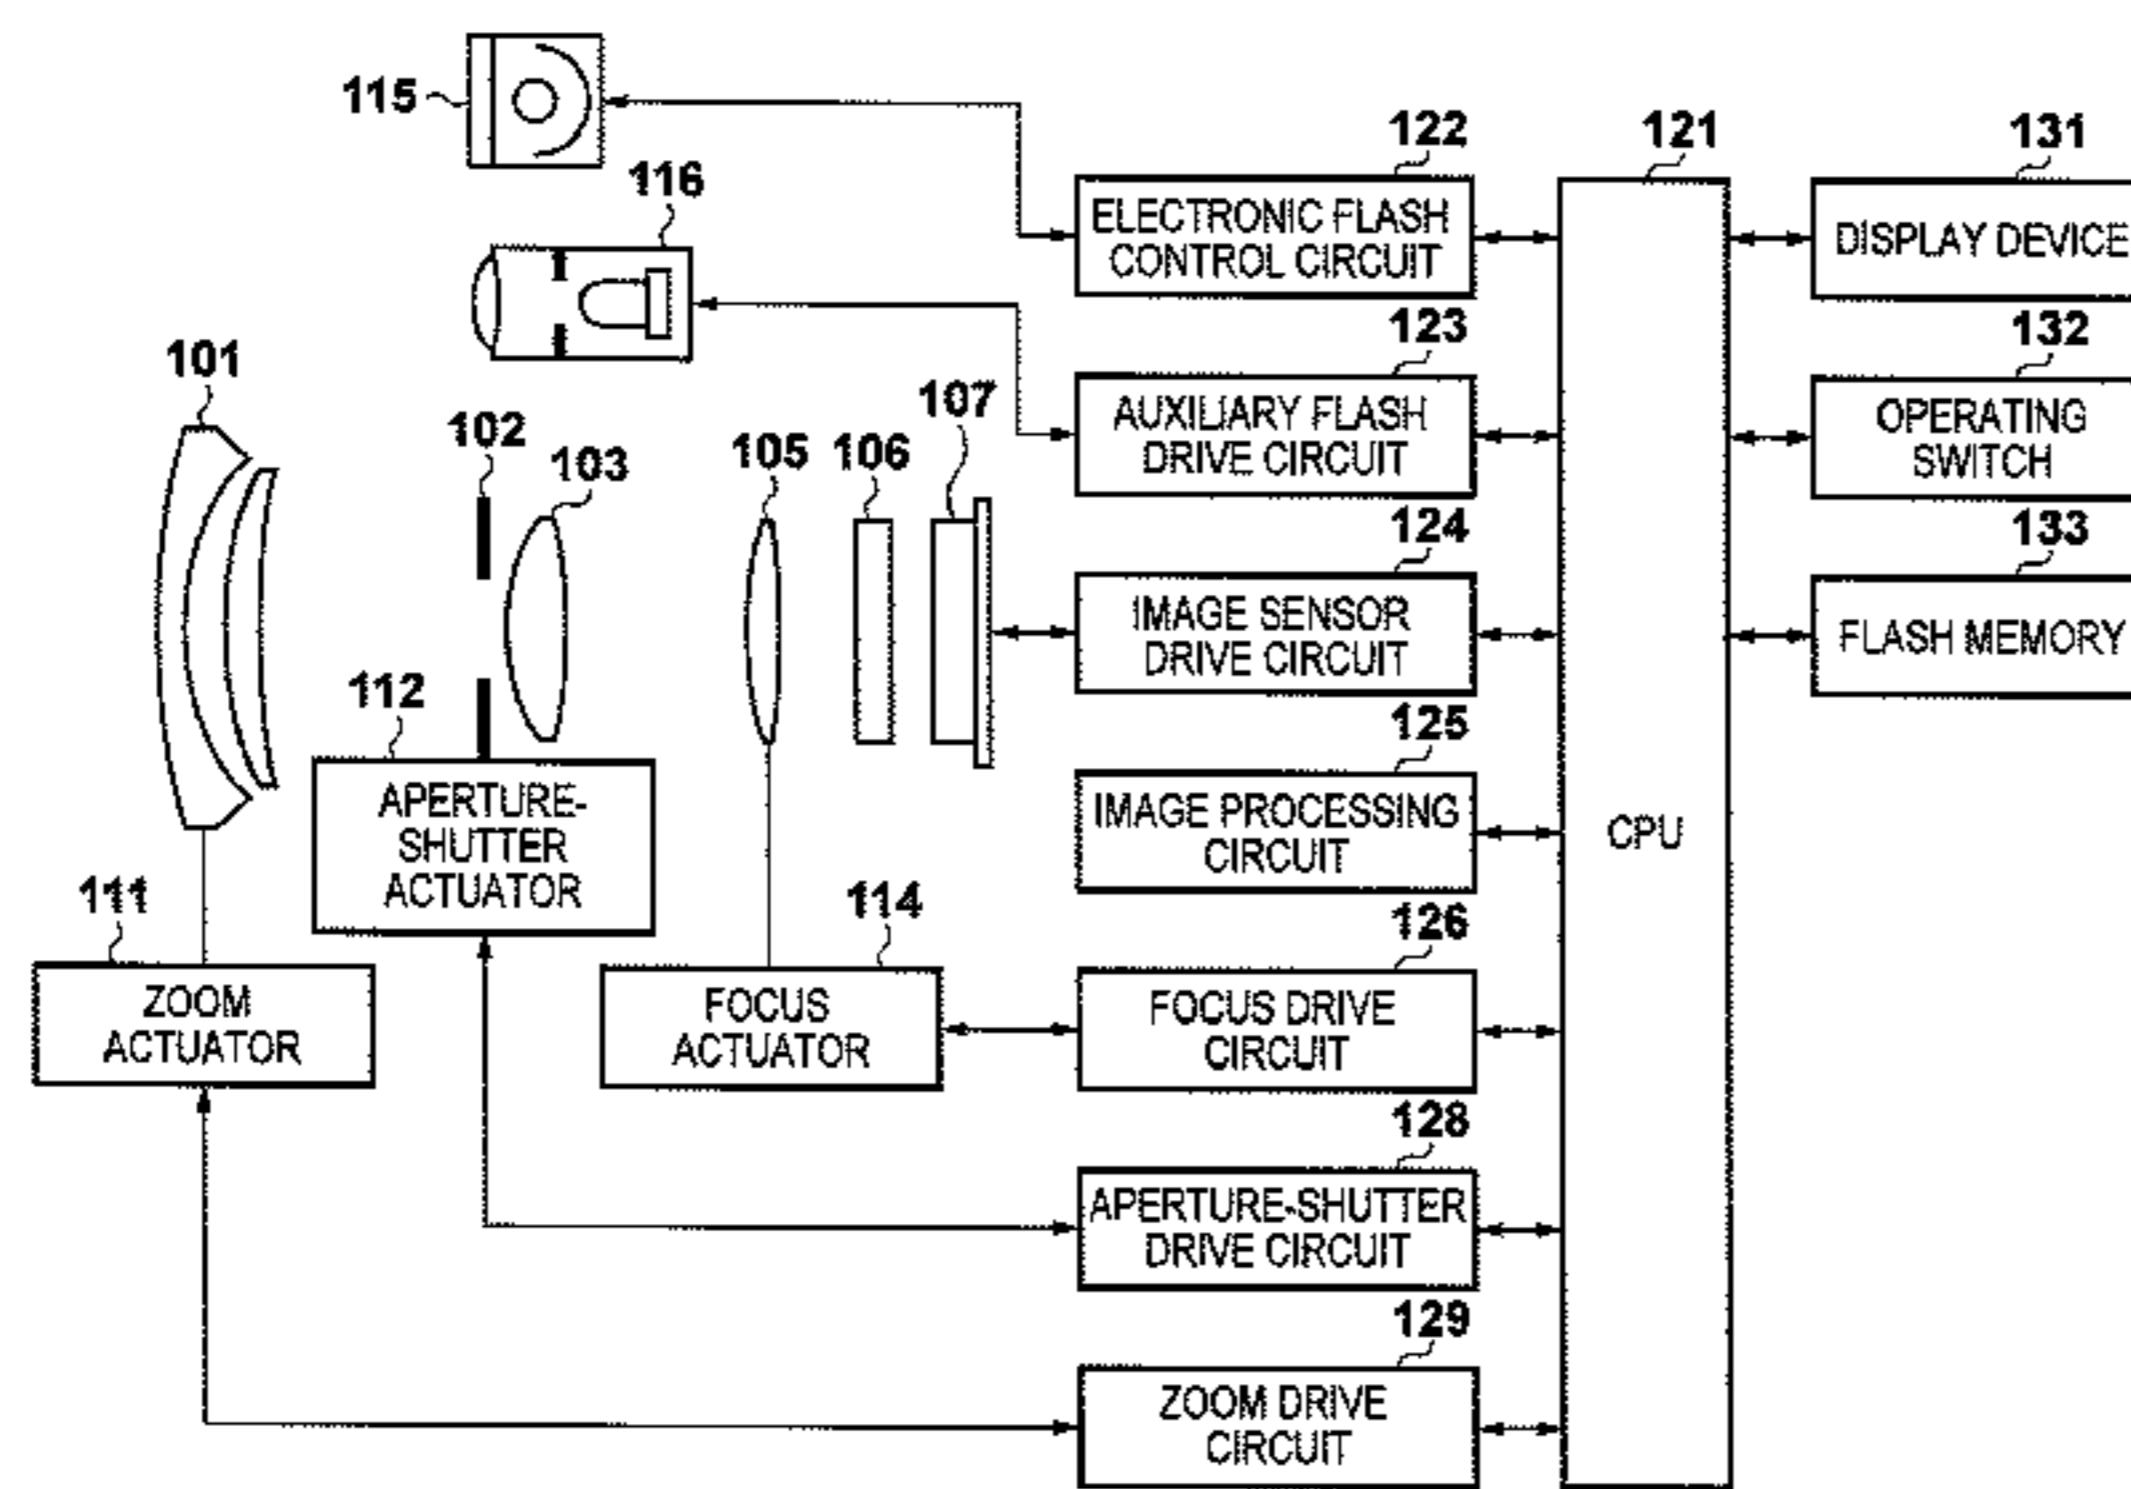 115
116
101
102
103
105
106
107
112
APERTURE-
SHUTTER
ACTUATOR
111
ZOOM
ACTUATOR
114
FOCUS
ACTUATOR
122
ELECTRONIC FLASH
CONTROL CIRCUIT
123
AUXILIARY FLASH
DRIVE CIRCUIT
124
IMAGE SENSOR
DRIVE CIRCUIT
125
IMAGE PROCESSING
CIRCUIT
126
FOCUS DRIVE
CIRCUIT
128
APERTURE-SHUTTER
DRIVE CIRCUIT
129
ZOOM DRIVE
CIRCUIT
121
CPU
131
DISPLAY DEVICE
132
OPERATING
SWITCH
133
FLASH MEMORY